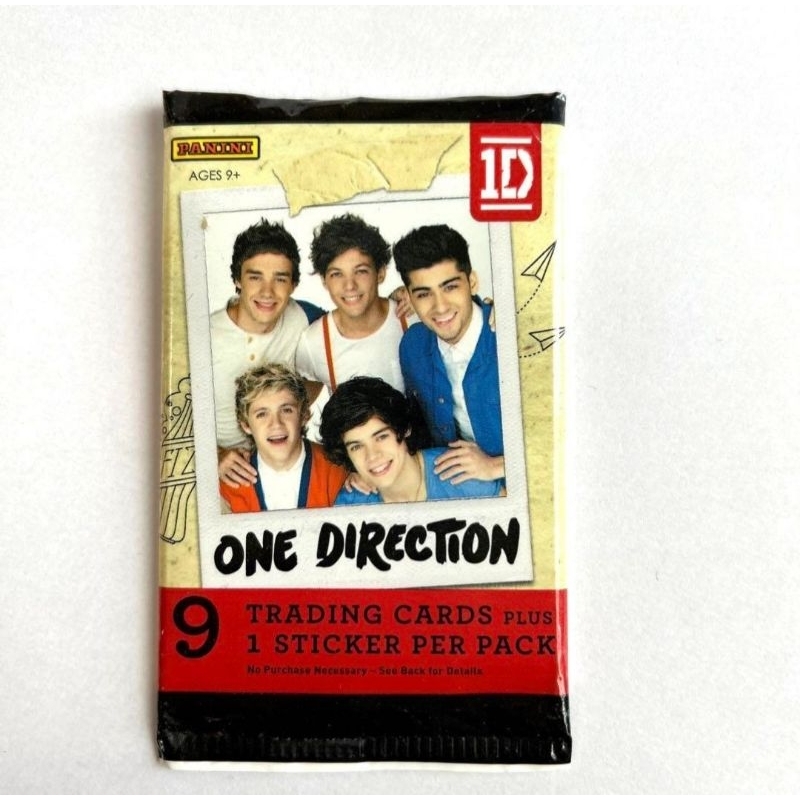 PANINI
AGES 9+
1D
ONE DIRECTION
9
TRADING CARDS PLUS
1 STICKER PER PACK
No Purchase Necessary - See Back for Details